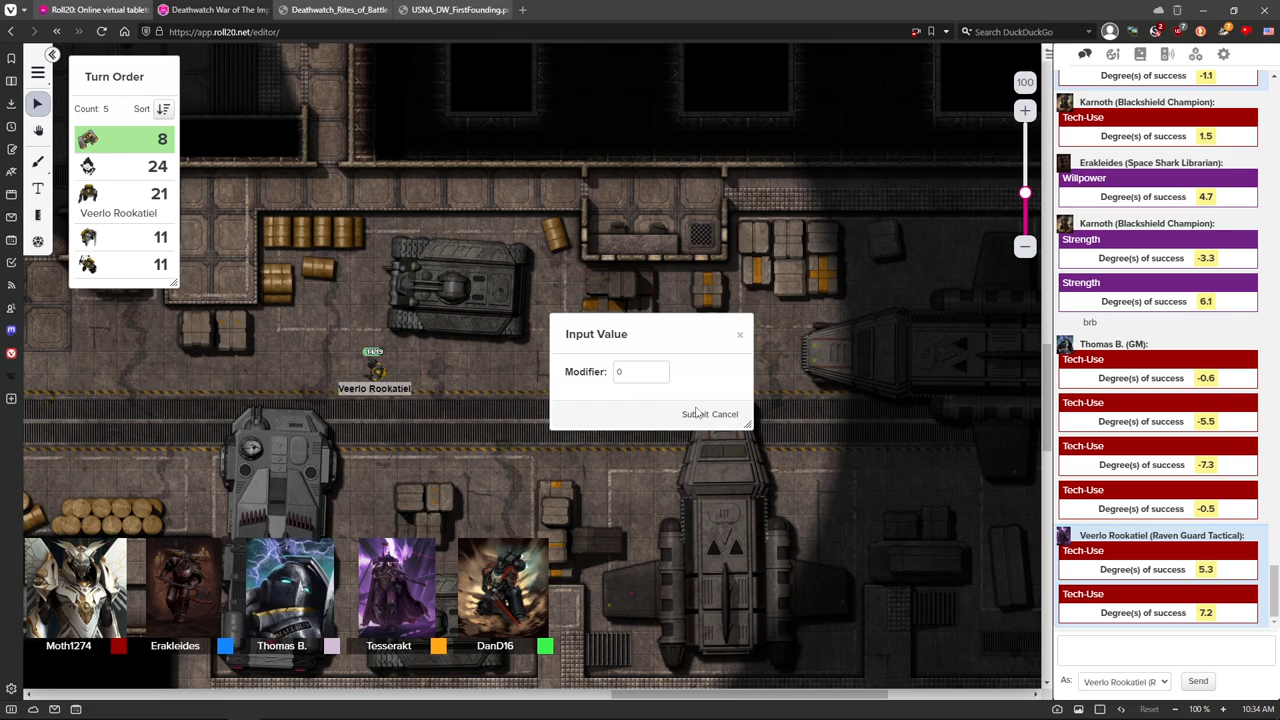 Roll20: Online virtual tablet
Deathwatch War of The Imp
Deathwatch_Rites_of_Battle
USNA_DW_FirstFounding.p
https://app.roll20.net/editor/
Search DuckDuckGo
Turn Order
Count: 5 Sort
8
24
21
Veerlo Rookatiel
11
11
100
14/19
Veerlo Rookatiel
Input Value
Modifier: 0
Submit Cancel
Moth1274
Erakleides
Thomas B.
Tesserakt
DanD16
Degree(s) of success -1.1
Karnoth (Blackshield Champion):
Tech-Use
Degree(s) of success 1.5
Erakleides (Space Shark Librarian):
Willpower
Degree(s) of success 4.7
Karnoth (Blackshield Champion):
Strength
Degree(s) of success -3.3
Strength
Degree(s) of success 6.1
brb
Thomas B. (GM):
Tech-Use
Degree(s) of success -0.6
Tech-Use
Degree(s) of success -5.5
Tech-Use
Degree(s) of success -7.3
Tech-Use
Degree(s) of success -0.5
Veerlo Rookatiel (Raven Guard Tactical):
Tech-Use
Degree(s) of success 5.3
Tech-Use
Degree(s) of success 7.2
As: Veerlo Rookatiel (R Send
Reset 100 % 10:34 AM